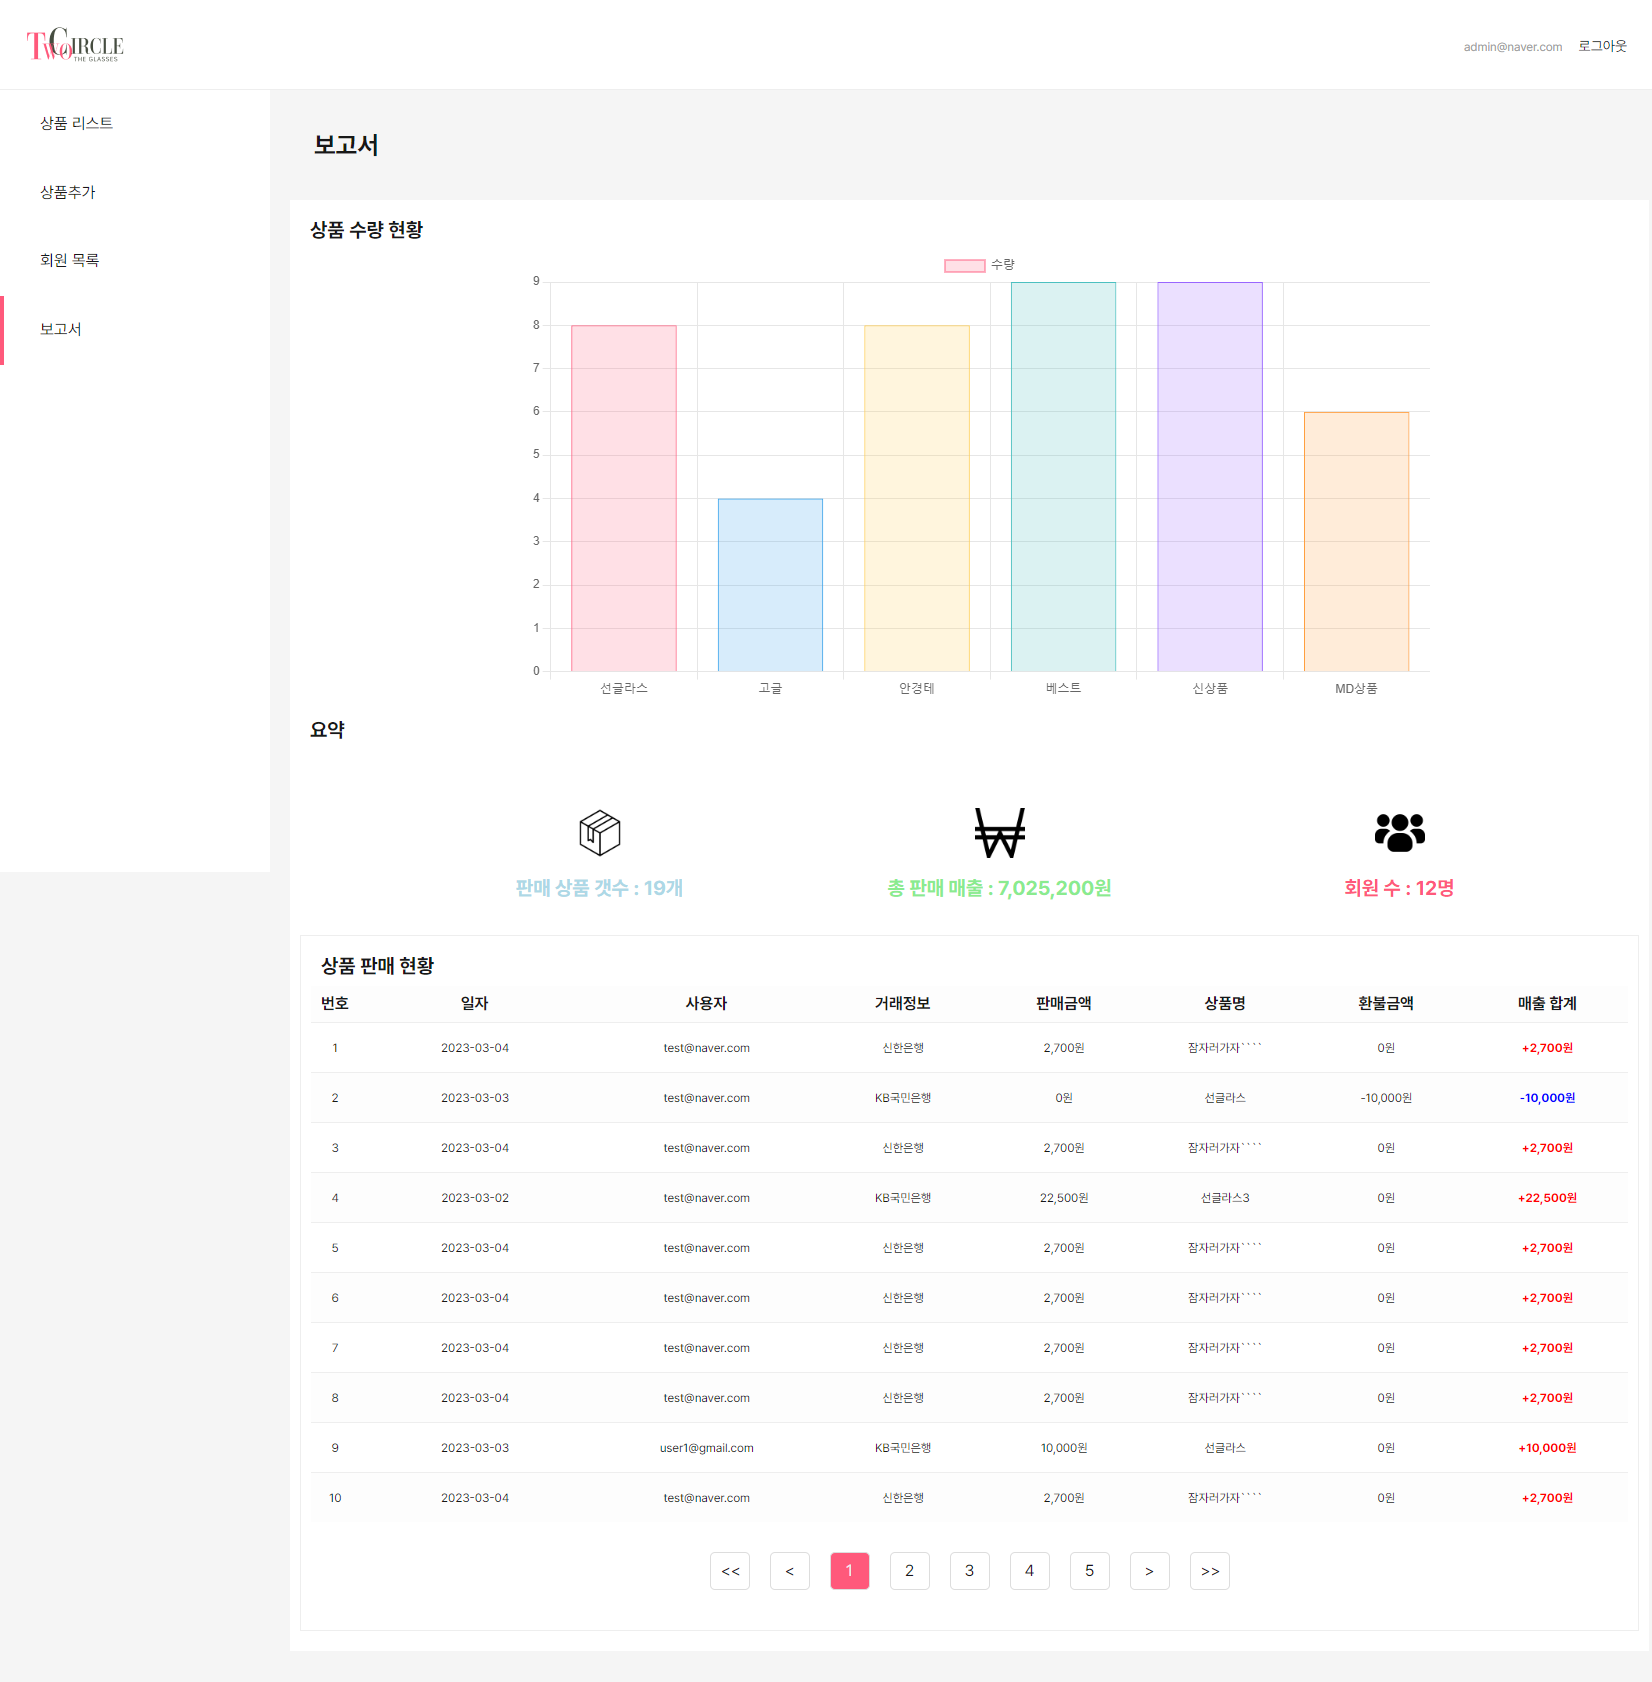 TWO CIRCLE
THE GLASSES
admin@naver.com 로그아웃
상품 리스트
상품추가
회원 목록
보고서
보고서
상품 수량 현황
수량
9
8
7
6
5
4
3
2
1
0
선글라스 고글 안경테 베스트 신상품 MD상품
요약
판매 상품 갯수 : 19개 총 판매 매출 : 7,025,200원 회원 수 : 12명
상품 판매 현황
번호 일자 사용자 거래정보 판매금액 상품명 환불금액 매출 합계
1 2023-03-04 test@naver.com 신한은행 2,700원 잠자러가자```` 0원 +2,700원
2 2023-03-03 test@naver.com KB국민은행 0원 선글라스 -10,000원 -10,000원
3 2023-03-04 test@naver.com 신한은행 2,700원 잠자러가자```` 0원 +2,700원
4 2023-03-02 test@naver.com KB국민은행 22,500원 선글라스3 0원 +22,500원
5 2023-03-04 test@naver.com 신한은행 2,700원 잠자러가자```` 0원 +2,700원
6 2023-03-04 test@naver.com 신한은행 2,700원 잠자러가자```` 0원 +2,700원
7 2023-03-04 test@naver.com 신한은행 2,700원 잠자러가자```` 0원 +2,700원
8 2023-03-04 test@naver.com 신한은행 2,700원 잠자러가자```` 0원 +2,700원
9 2023-03-03 user1@gmail.com KB국민은행 10,000원 선글라스 0원 +10,000원
10 2023-03-04 test@naver.com 신한은행 2,700원 잠자러가자```` 0원 +2,700원
<< < 1 2 3 4 5 > >>